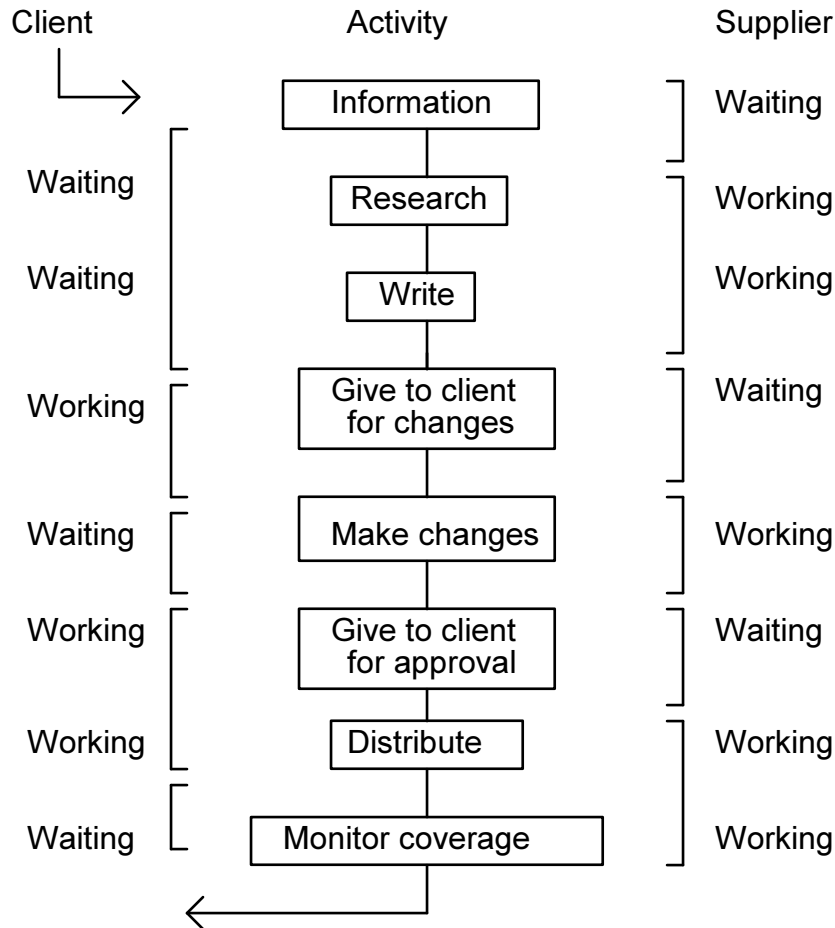 Client Activity Supplier
Information Waiting
Waiting Research Working
Waiting Write Working
Give to client Waiting
Working for changes
Waiting Make changes Working
Working Give to client Waiting
for approval
Working Distribute Working
Waiting Monitor coverage Working